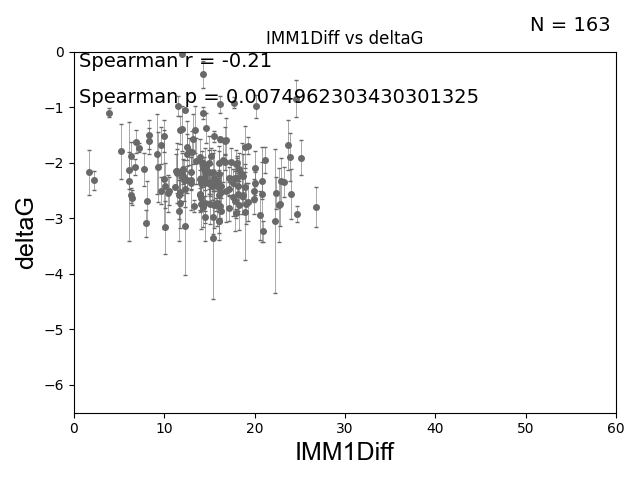 N = 163
IMM1Diff vs deltaG
Spearman r = -0.21
Spearman p = 0.0074962303430301325
deltaG
0
−1
−2
−3
−4
−5
−6
0 10 20 30 40 50 60
IMM1Diff